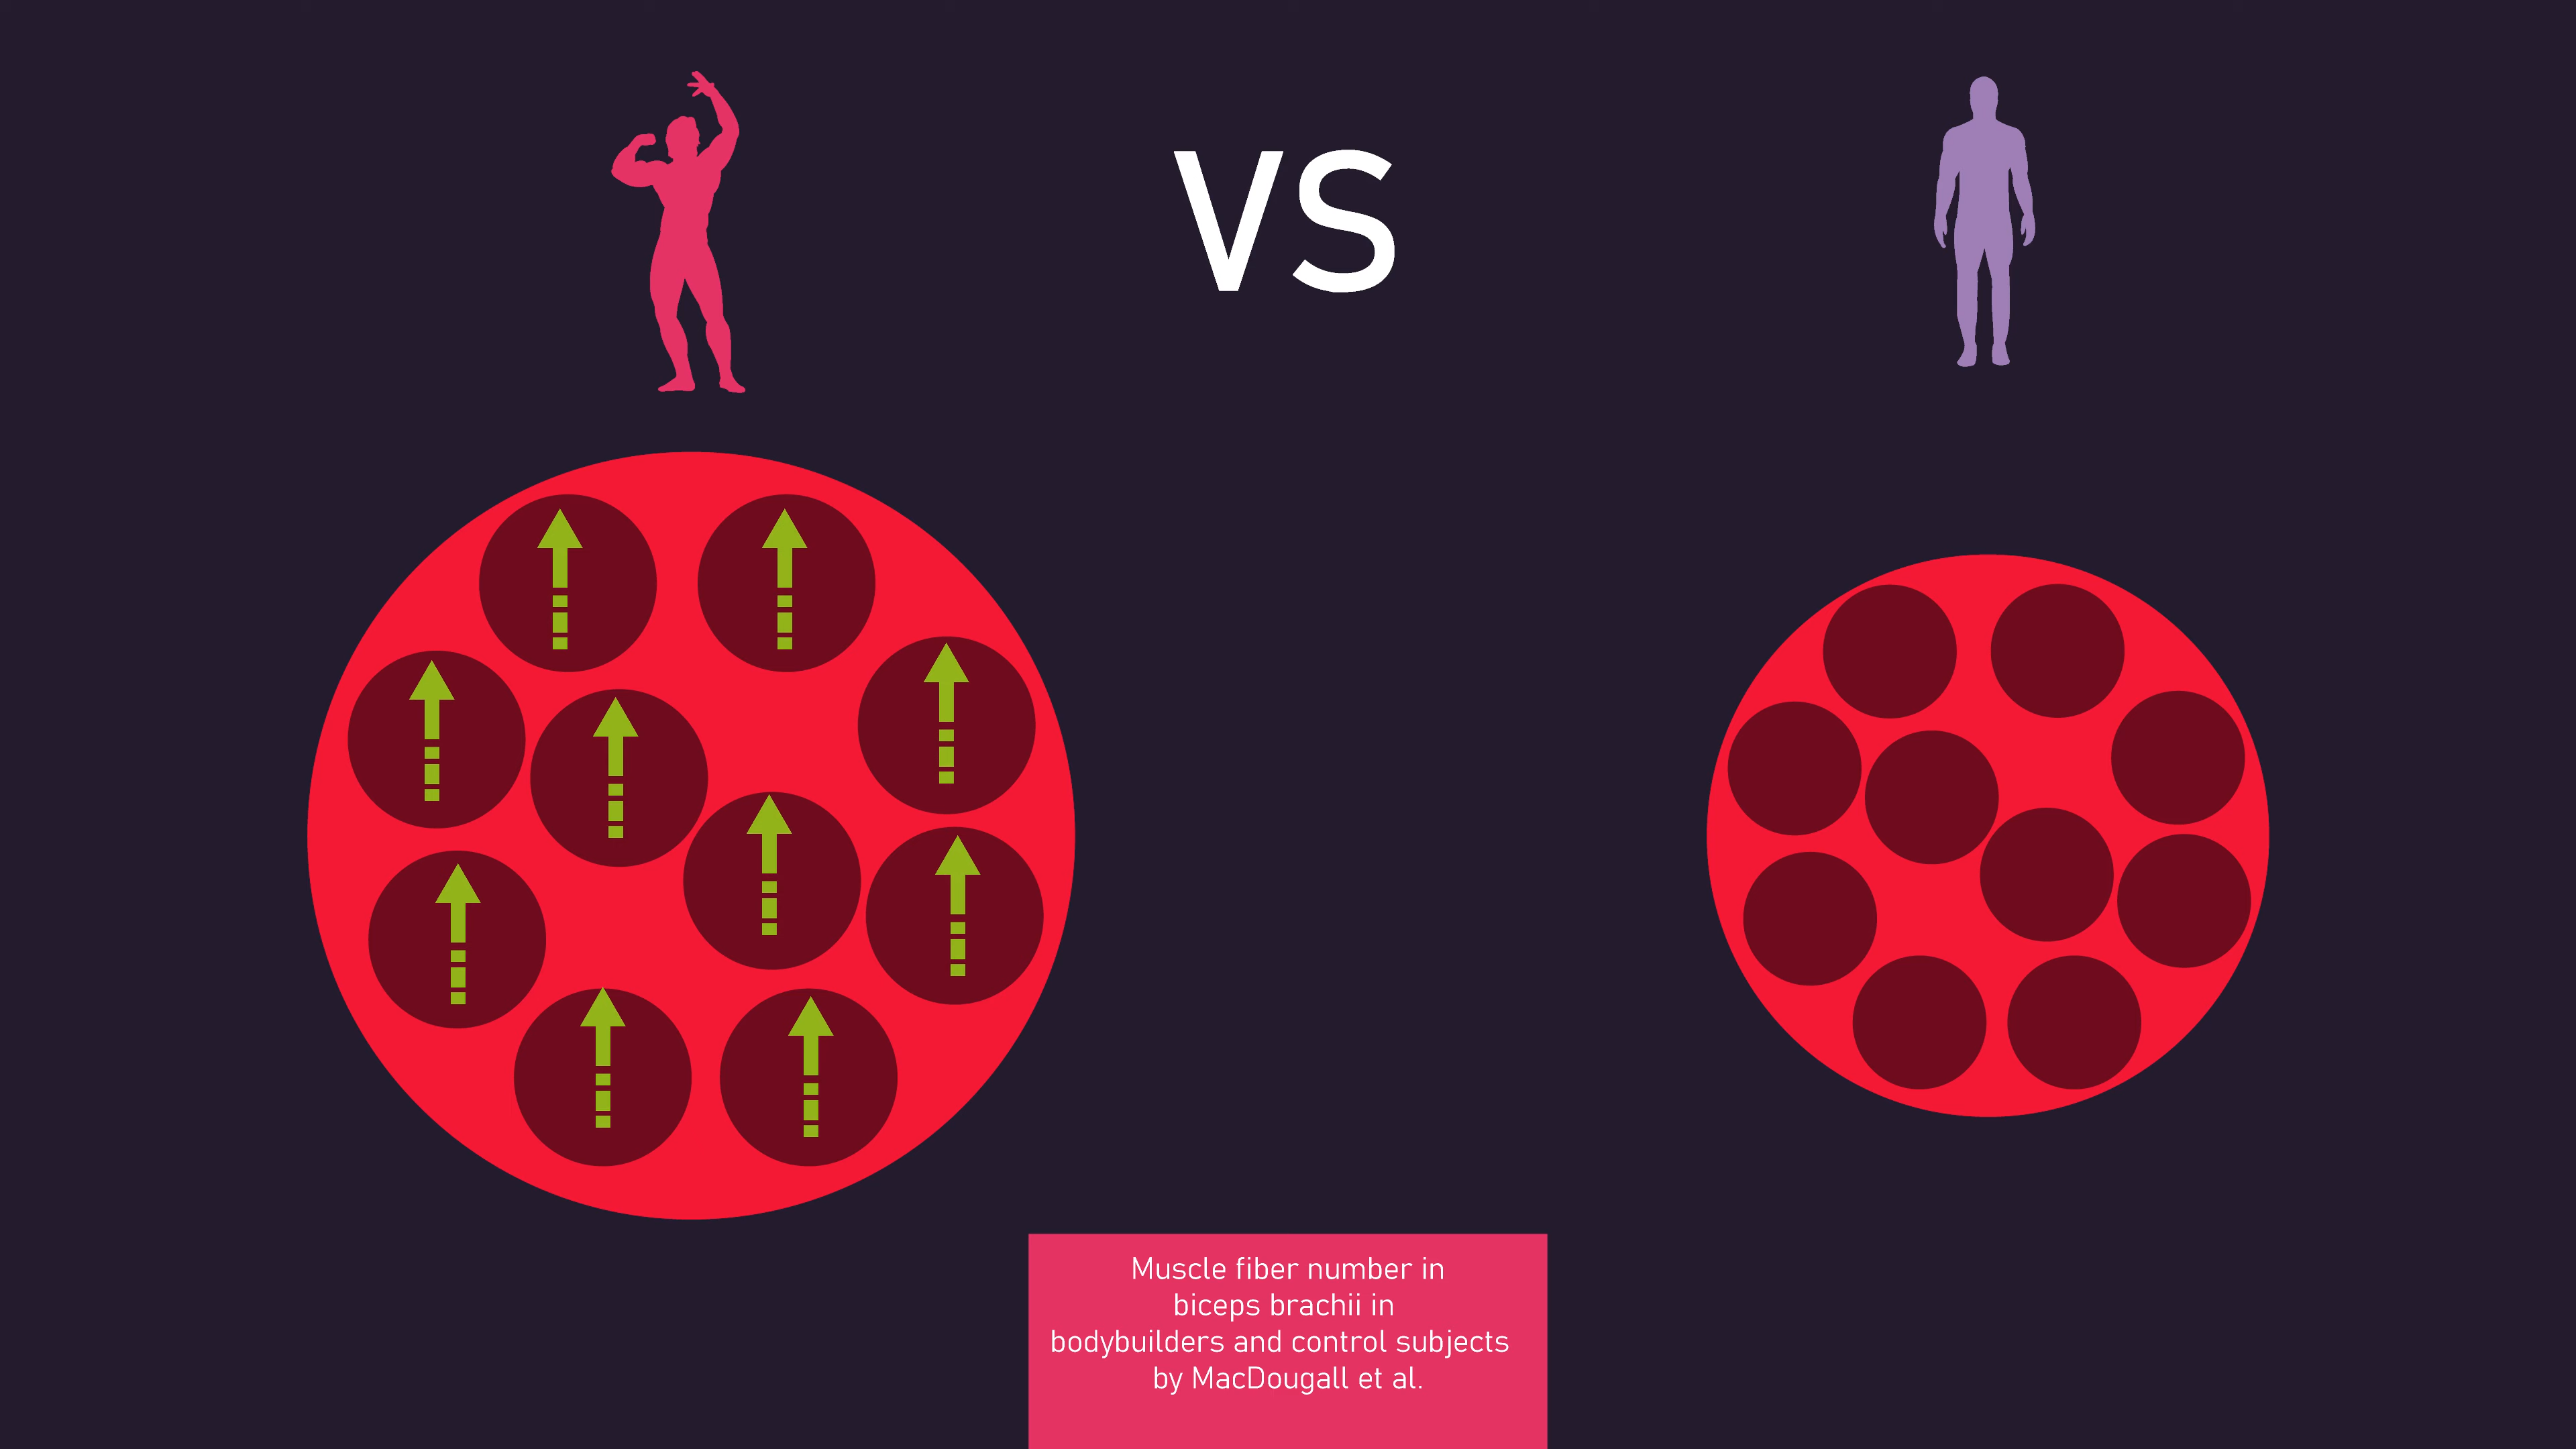 VS
Muscle fiber number in
biceps brachii in
bodybuilders and control subjects
by MacDougall et al.